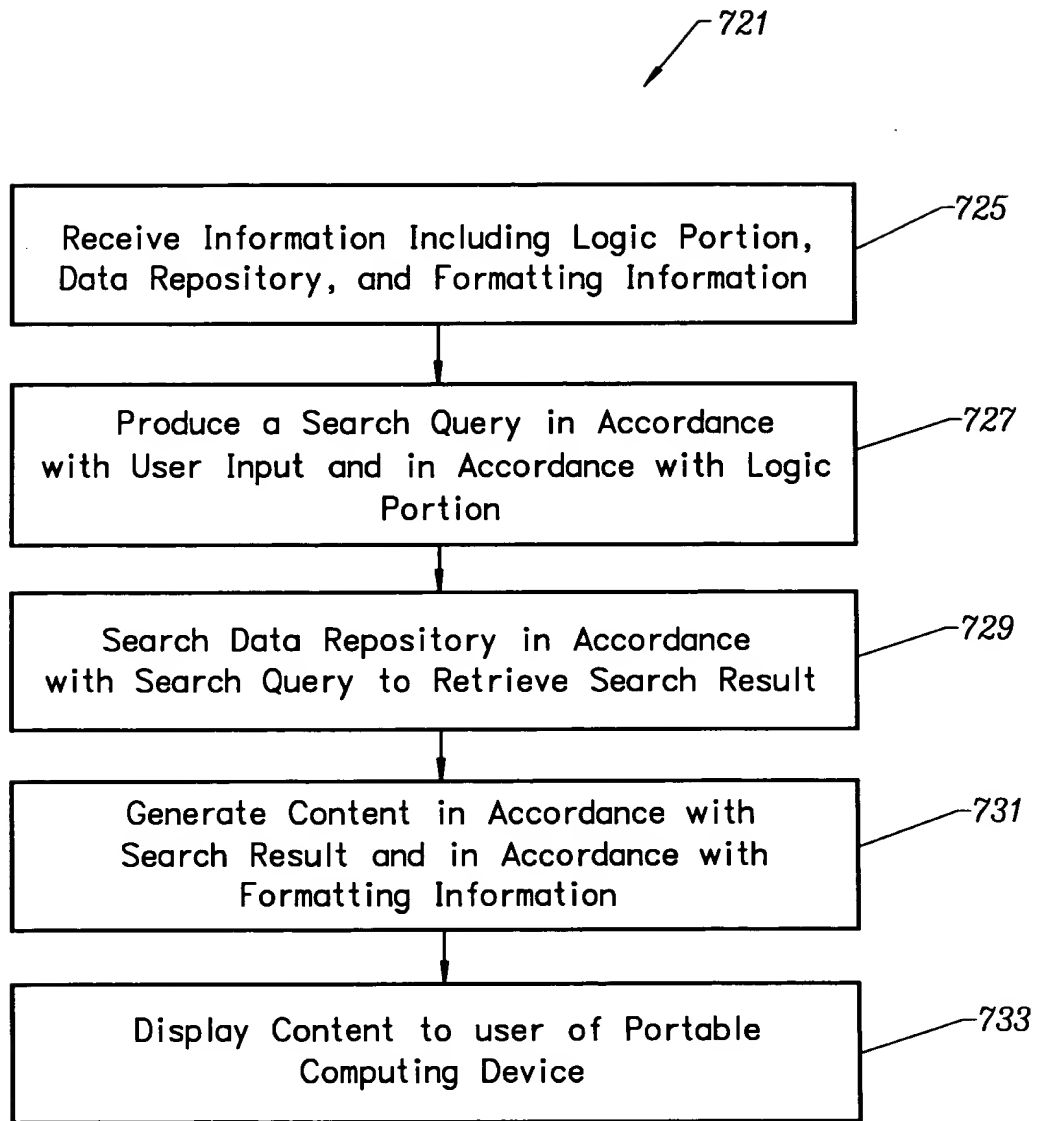 721
Receive Information Including Logic Portion,
Data Repository, and Formatting Information
725
Produce a Search Query in Accordance
with User Input and in Accordance with Logic
Portion
727
Search Data Repository in Accordance
with Search Query to Retrieve Search Result
729
Generate Content in Accordance with
Search Result and in Accordance with
Formatting Information
731
Display Content to user of Portable
Computing Device
733